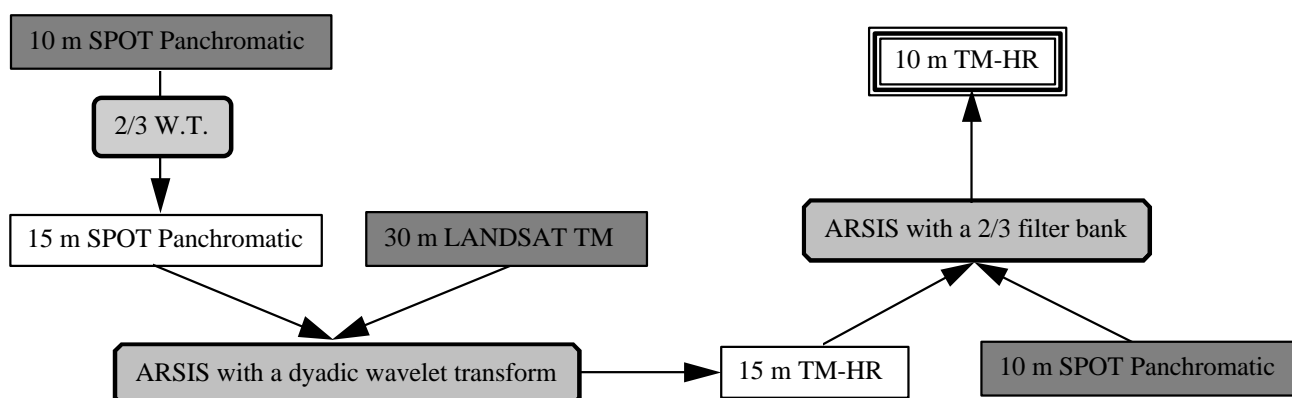 10 m SPOT Panchromatic
10 m TM-HR
2/3 W.T.
15 m SPOT Panchromatic
30 m LANDSAT TM
ARSIS with a 2/3 filter bank
ARSIS with a dyadic wavelet transform
15 m TM-HR
10 m SPOT Panchromatic